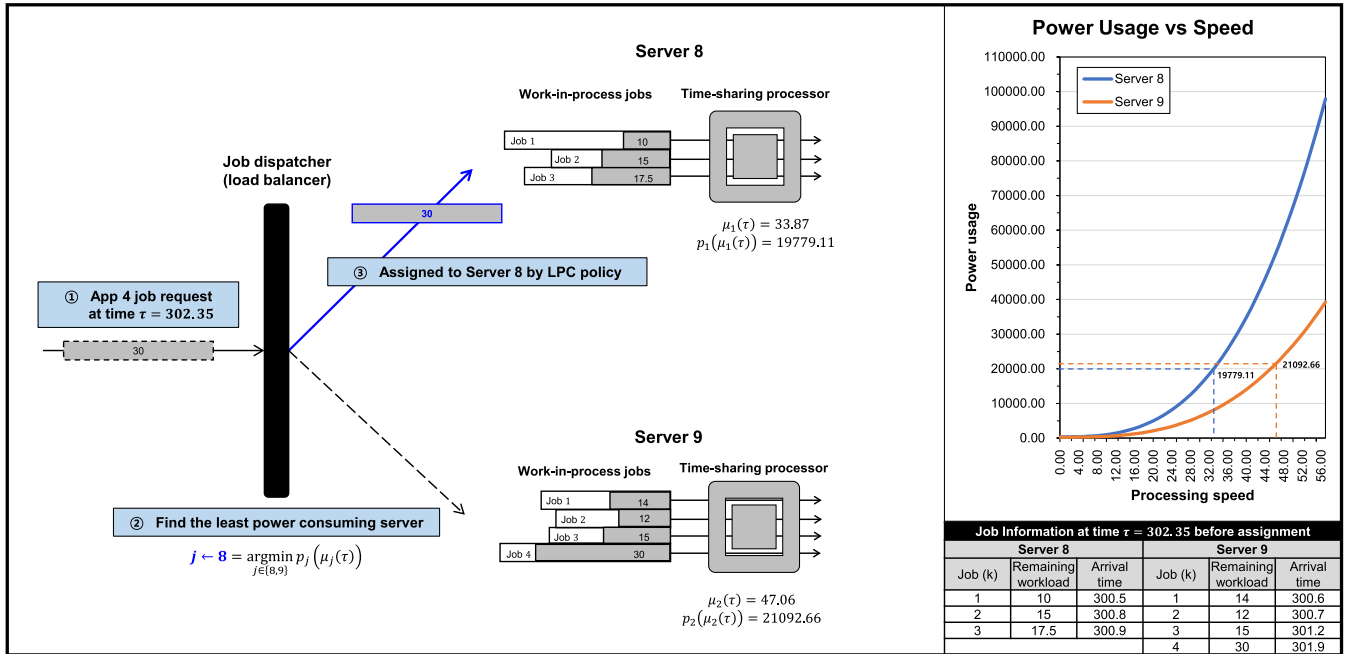 Server 8
Work-in-process jobs
Time-sharing processor
Job 1
10
Job 2
15
Job 3
17.5
μ₁(τ) = 33.87
p₁(μ₁(τ)) = 19779.11
Job dispatcher
(load balancer)
30
③ Assigned to Server 8 by LPC policy
① App 4 job request
at time τ = 302.35
30
② Find the least power consuming server
j ← 8 = argmin p_j (μ_j(τ))
j∈{8,9}
Server 9
Work-in-process jobs
Time-sharing processor
Job 1
14
Job 2
12
Job 3
15
Job 4
30
μ₂(τ) = 47.06
p₂(μ₂(τ)) = 21092.66
Power Usage vs Speed
Server 8
Server 9
Power usage
110000.00
100000.00
90000.00
80000.00
70000.00
60000.00
50000.00
40000.00
30000.00
20000.00
10000.00
0.00
19779.11
21092.66
0.00 4.00 8.00 12.00 16.00 20.00 24.00 28.00 32.00 36.00 40.00 44.00 48.00 52.00 56.00
Processing speed
Job Information at time τ = 302.35 before assignment
Server 8 Server 9
Job (k) Remaining workload Arrival time Job (k) Remaining workload Arrival time
1 10 300.5 1 14 300.6
2 15 300.8 2 12 300.7
3 17.5 300.9 3 15 301.2
4 30 301.9